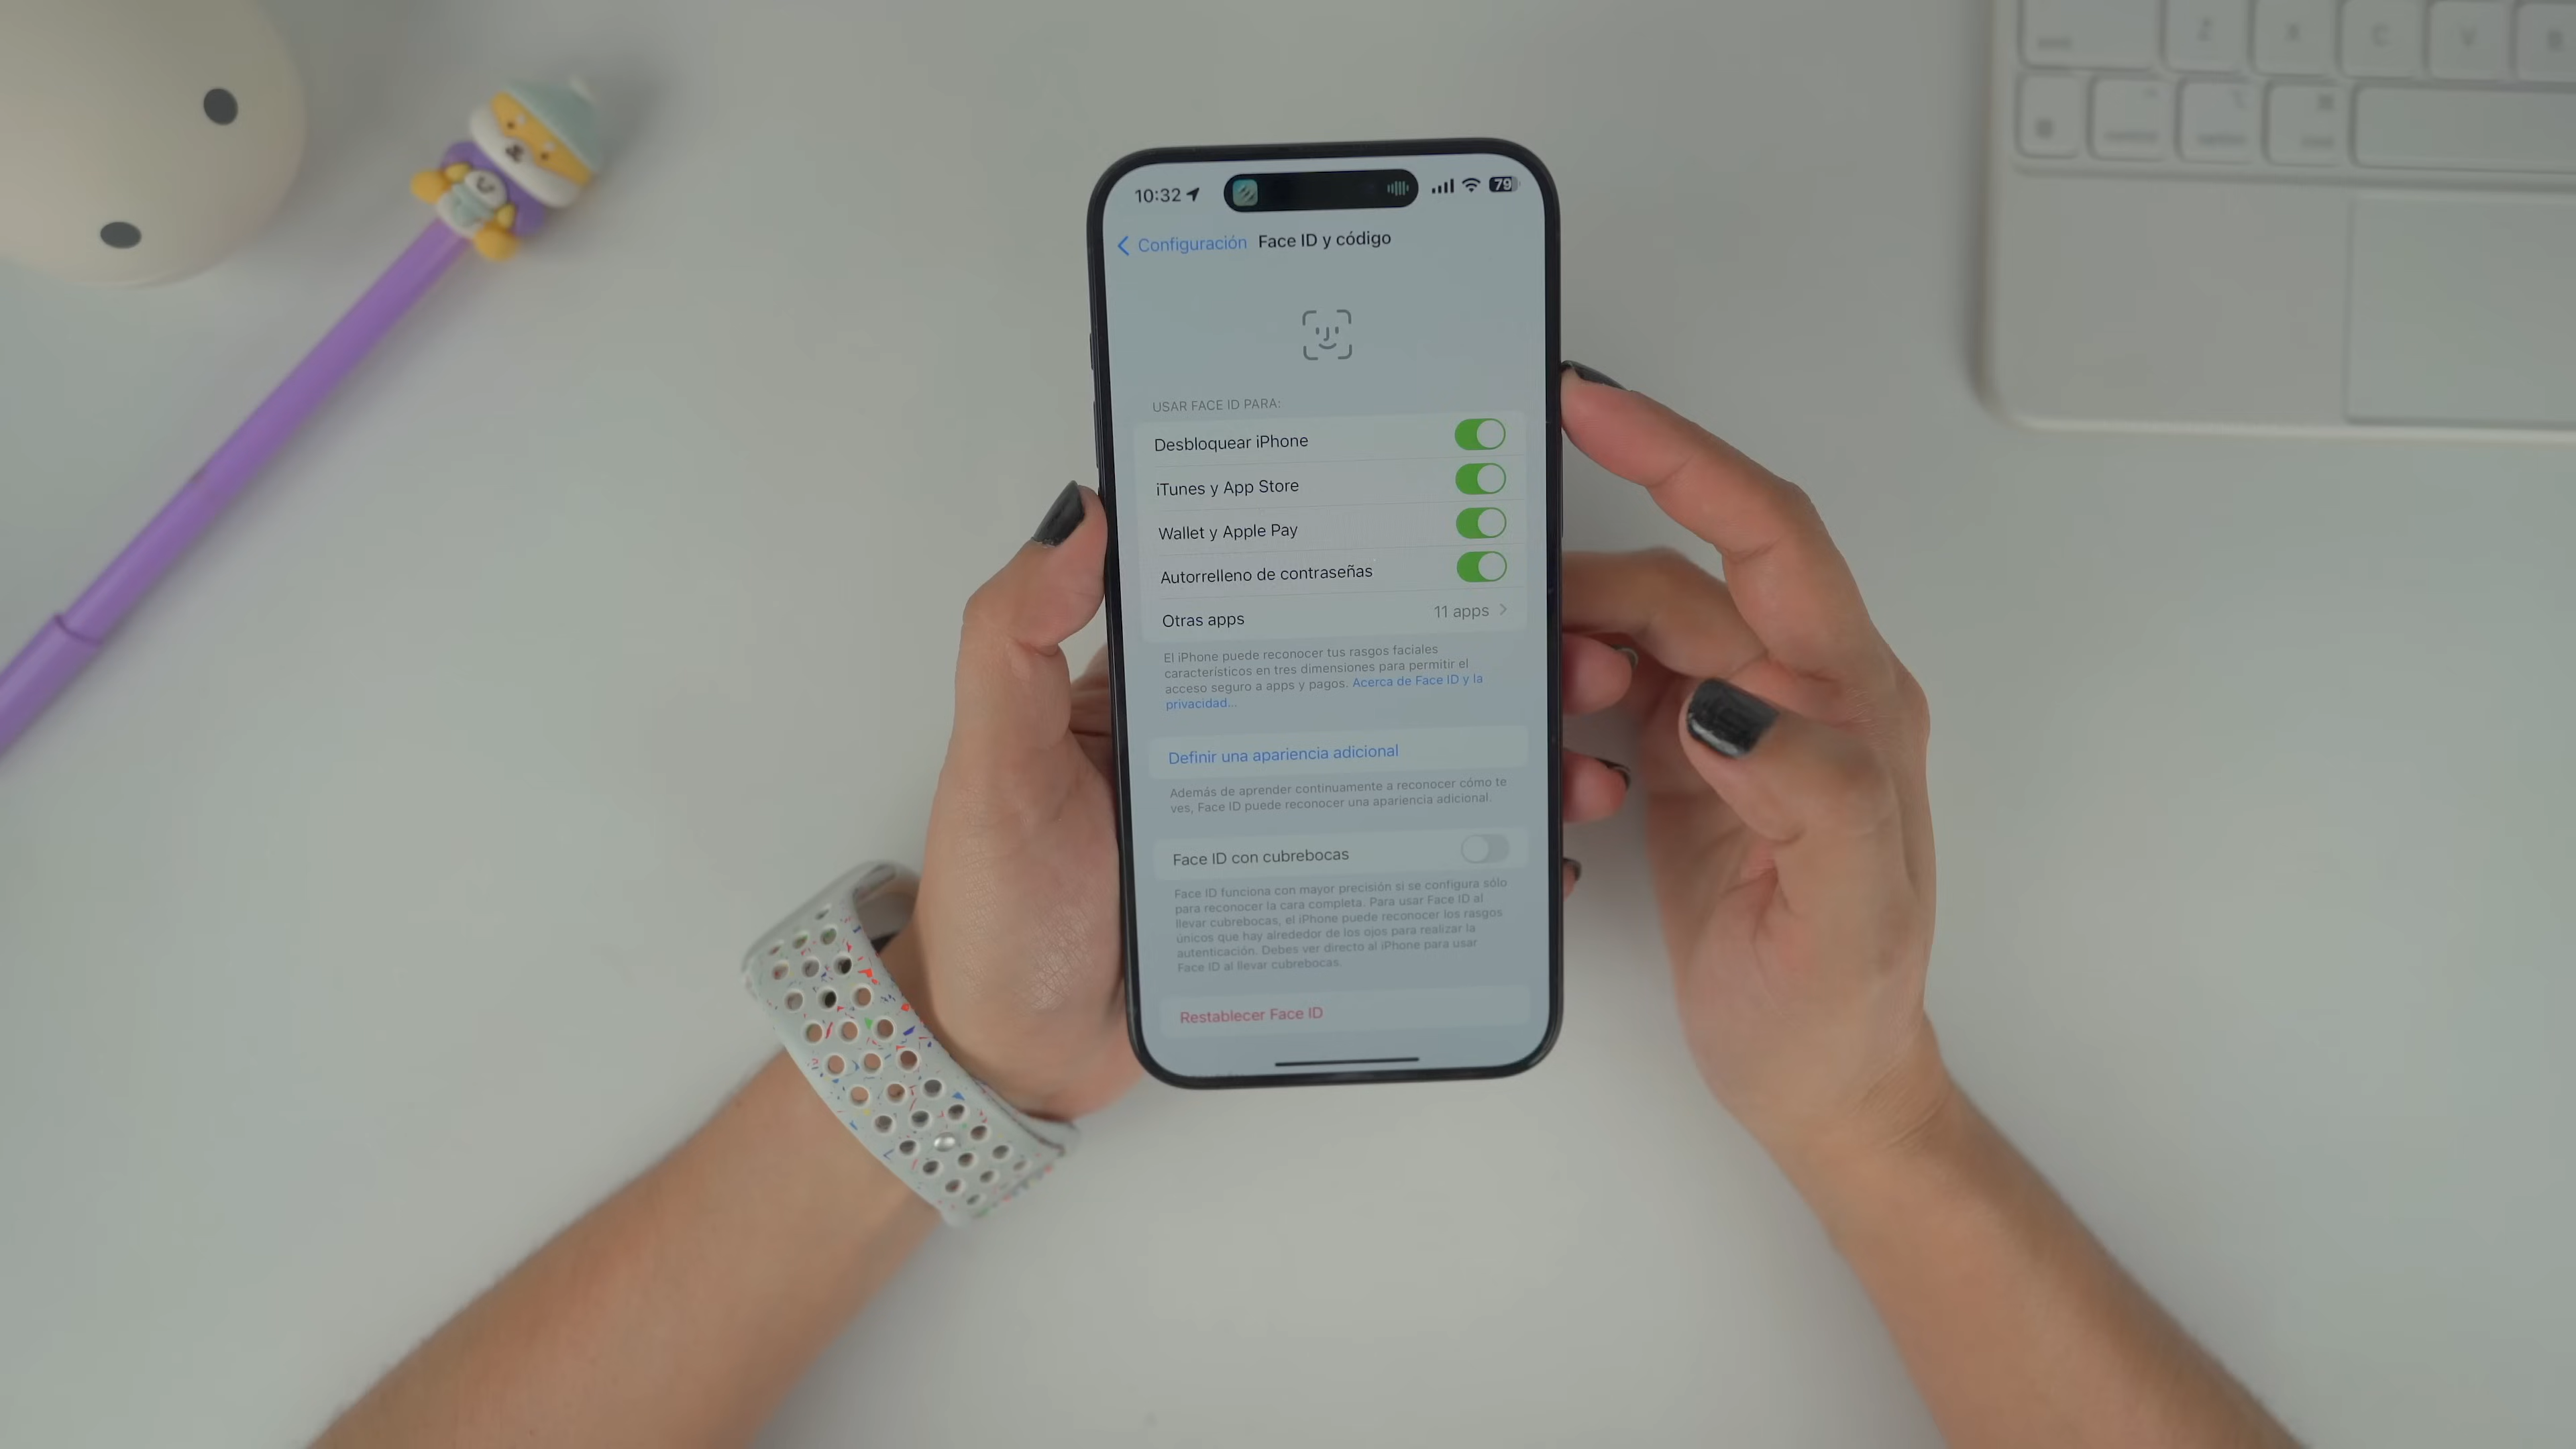 10:32
79
Configuración Face ID y código
USAR FACE ID PARA:
Desbloquear iPhone
iTunes y App Store
Wallet y Apple Pay
Autorrelleno de contraseñas
Otras apps 11 apps
El iPhone puede reconocer tus rasgos faciales
característicos en tres dimensiones para permitir el
acceso seguro a apps y pagos. Acerca de Face ID y la
privacidad...
Definir una apariencia adicional
Además de aprender continuamente a reconocer cómo te
ves, Face ID puede reconocer una apariencia adicional.
Face ID con cubrebocas
Face ID funciona con mayor precisión si se configura sólo
para reconocer la cara completa. Para usar Face ID al
llevar cubrebocas, el iPhone puede reconocer los rasgos
únicos que hay alrededor de los ojos para realizar la
autenticación. Debes ver directo al iPhone para usar
Face ID al llevar cubrebocas.
Restablecer Face ID
Z X C V